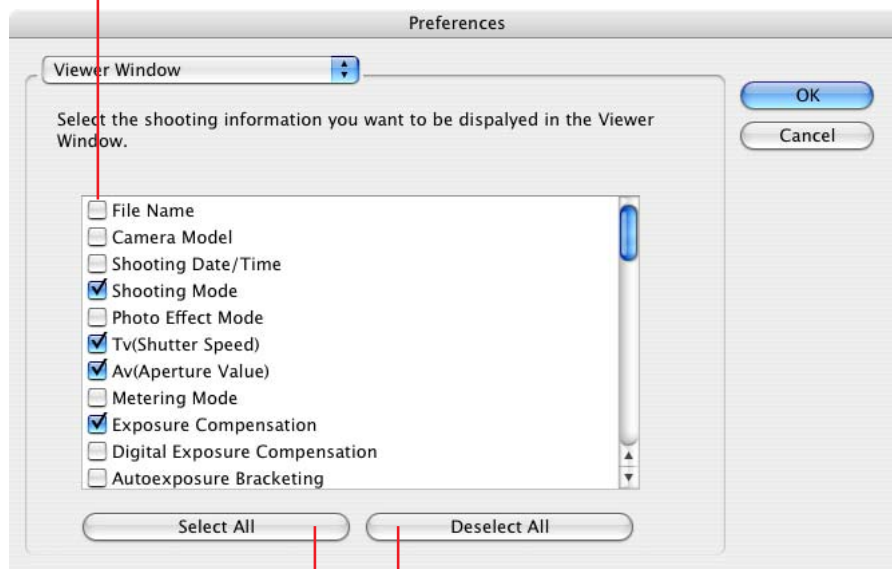 Preferences
Viewer Window
OK
Select the shooting information you want to be dispalyed in the Viewer
Window.
Cancel
File Name
Camera Model
Shooting Date/Time
Shooting Mode
Photo Effect Mode
Tv(Shutter Speed)
Av(Aperture Value)
Metering Mode
Exposure Compensation
Digital Exposure Compensation
Autoexposure Bracketing
Select All
Deselect All